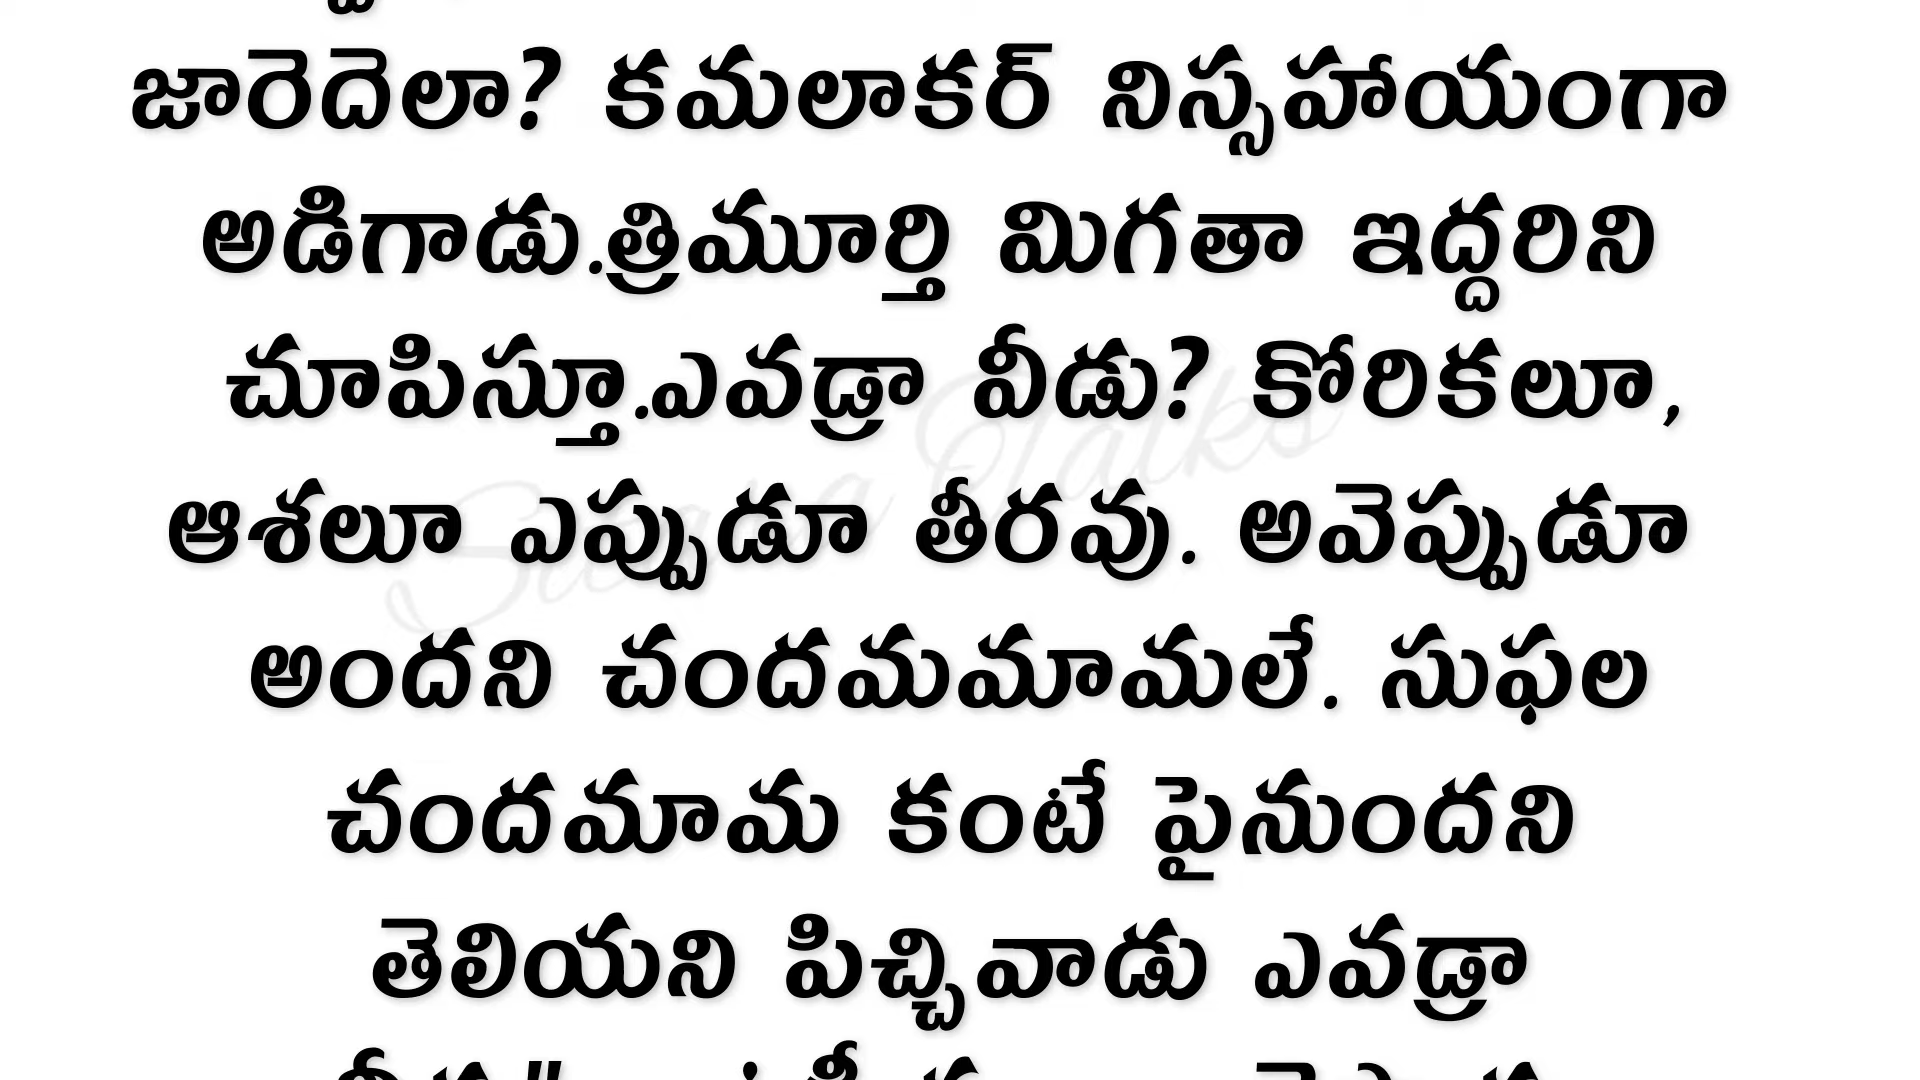 జారెదెలా? కమలాకర్ నిస్సహాయంగా
అడిగాడు.త్రిమూర్తి మిగతా ఇద్దరిని
చూపిస్తూ.ఎవడ్రా వీడు? కోరికలూ,
ఆశలూ ఎప్పుడూ తీరవు. అవెప్పుడూ
అందని చందమమామలే. సుఫల
చందమామ కంటే పైనుందని
తెలియని పిచ్చివాడు ఎవడ్రా